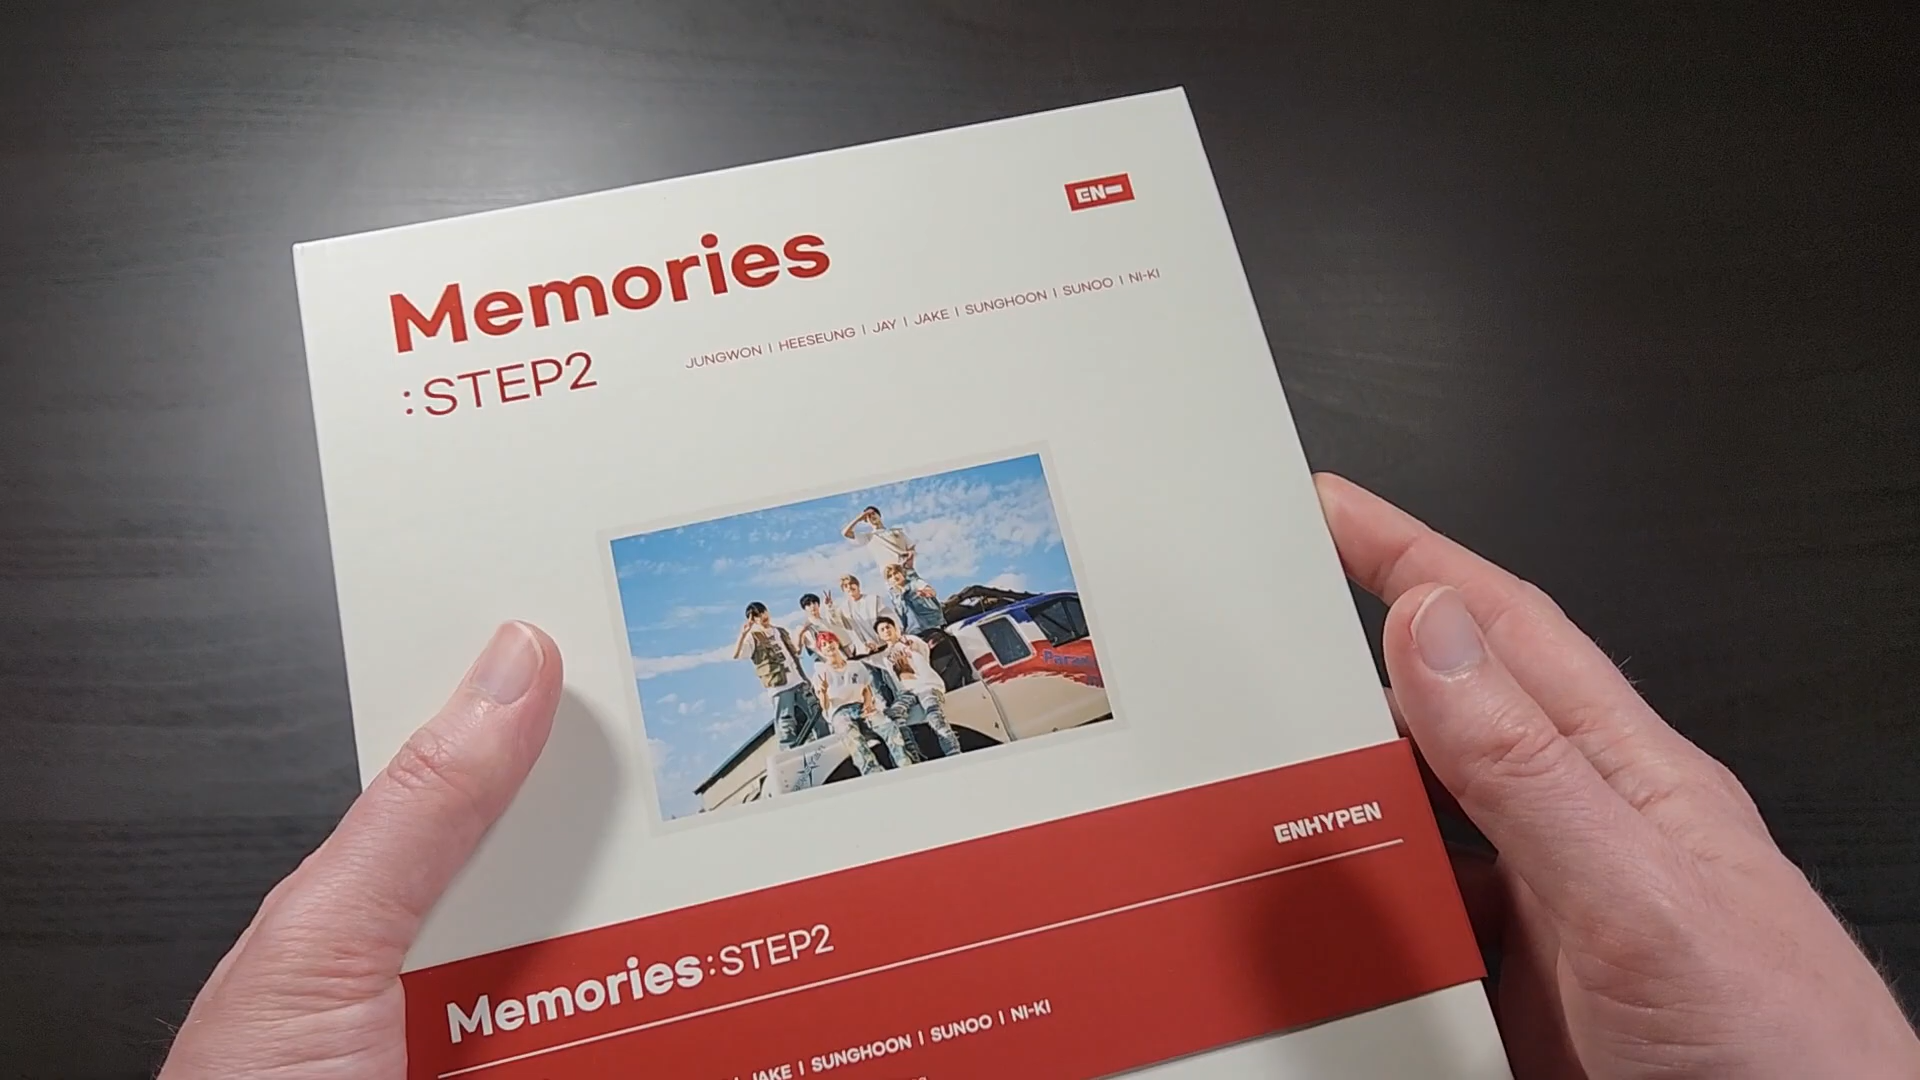 EN-
Memories
:STEP2
JUNGWON I HEESEUNG I JAY I JAKE I SUNGHOON I SUNOO I NI-KI
ENHYPEN
Memories:STEP2
JAKE I SUNGHOON I SUNOO I NI-KI